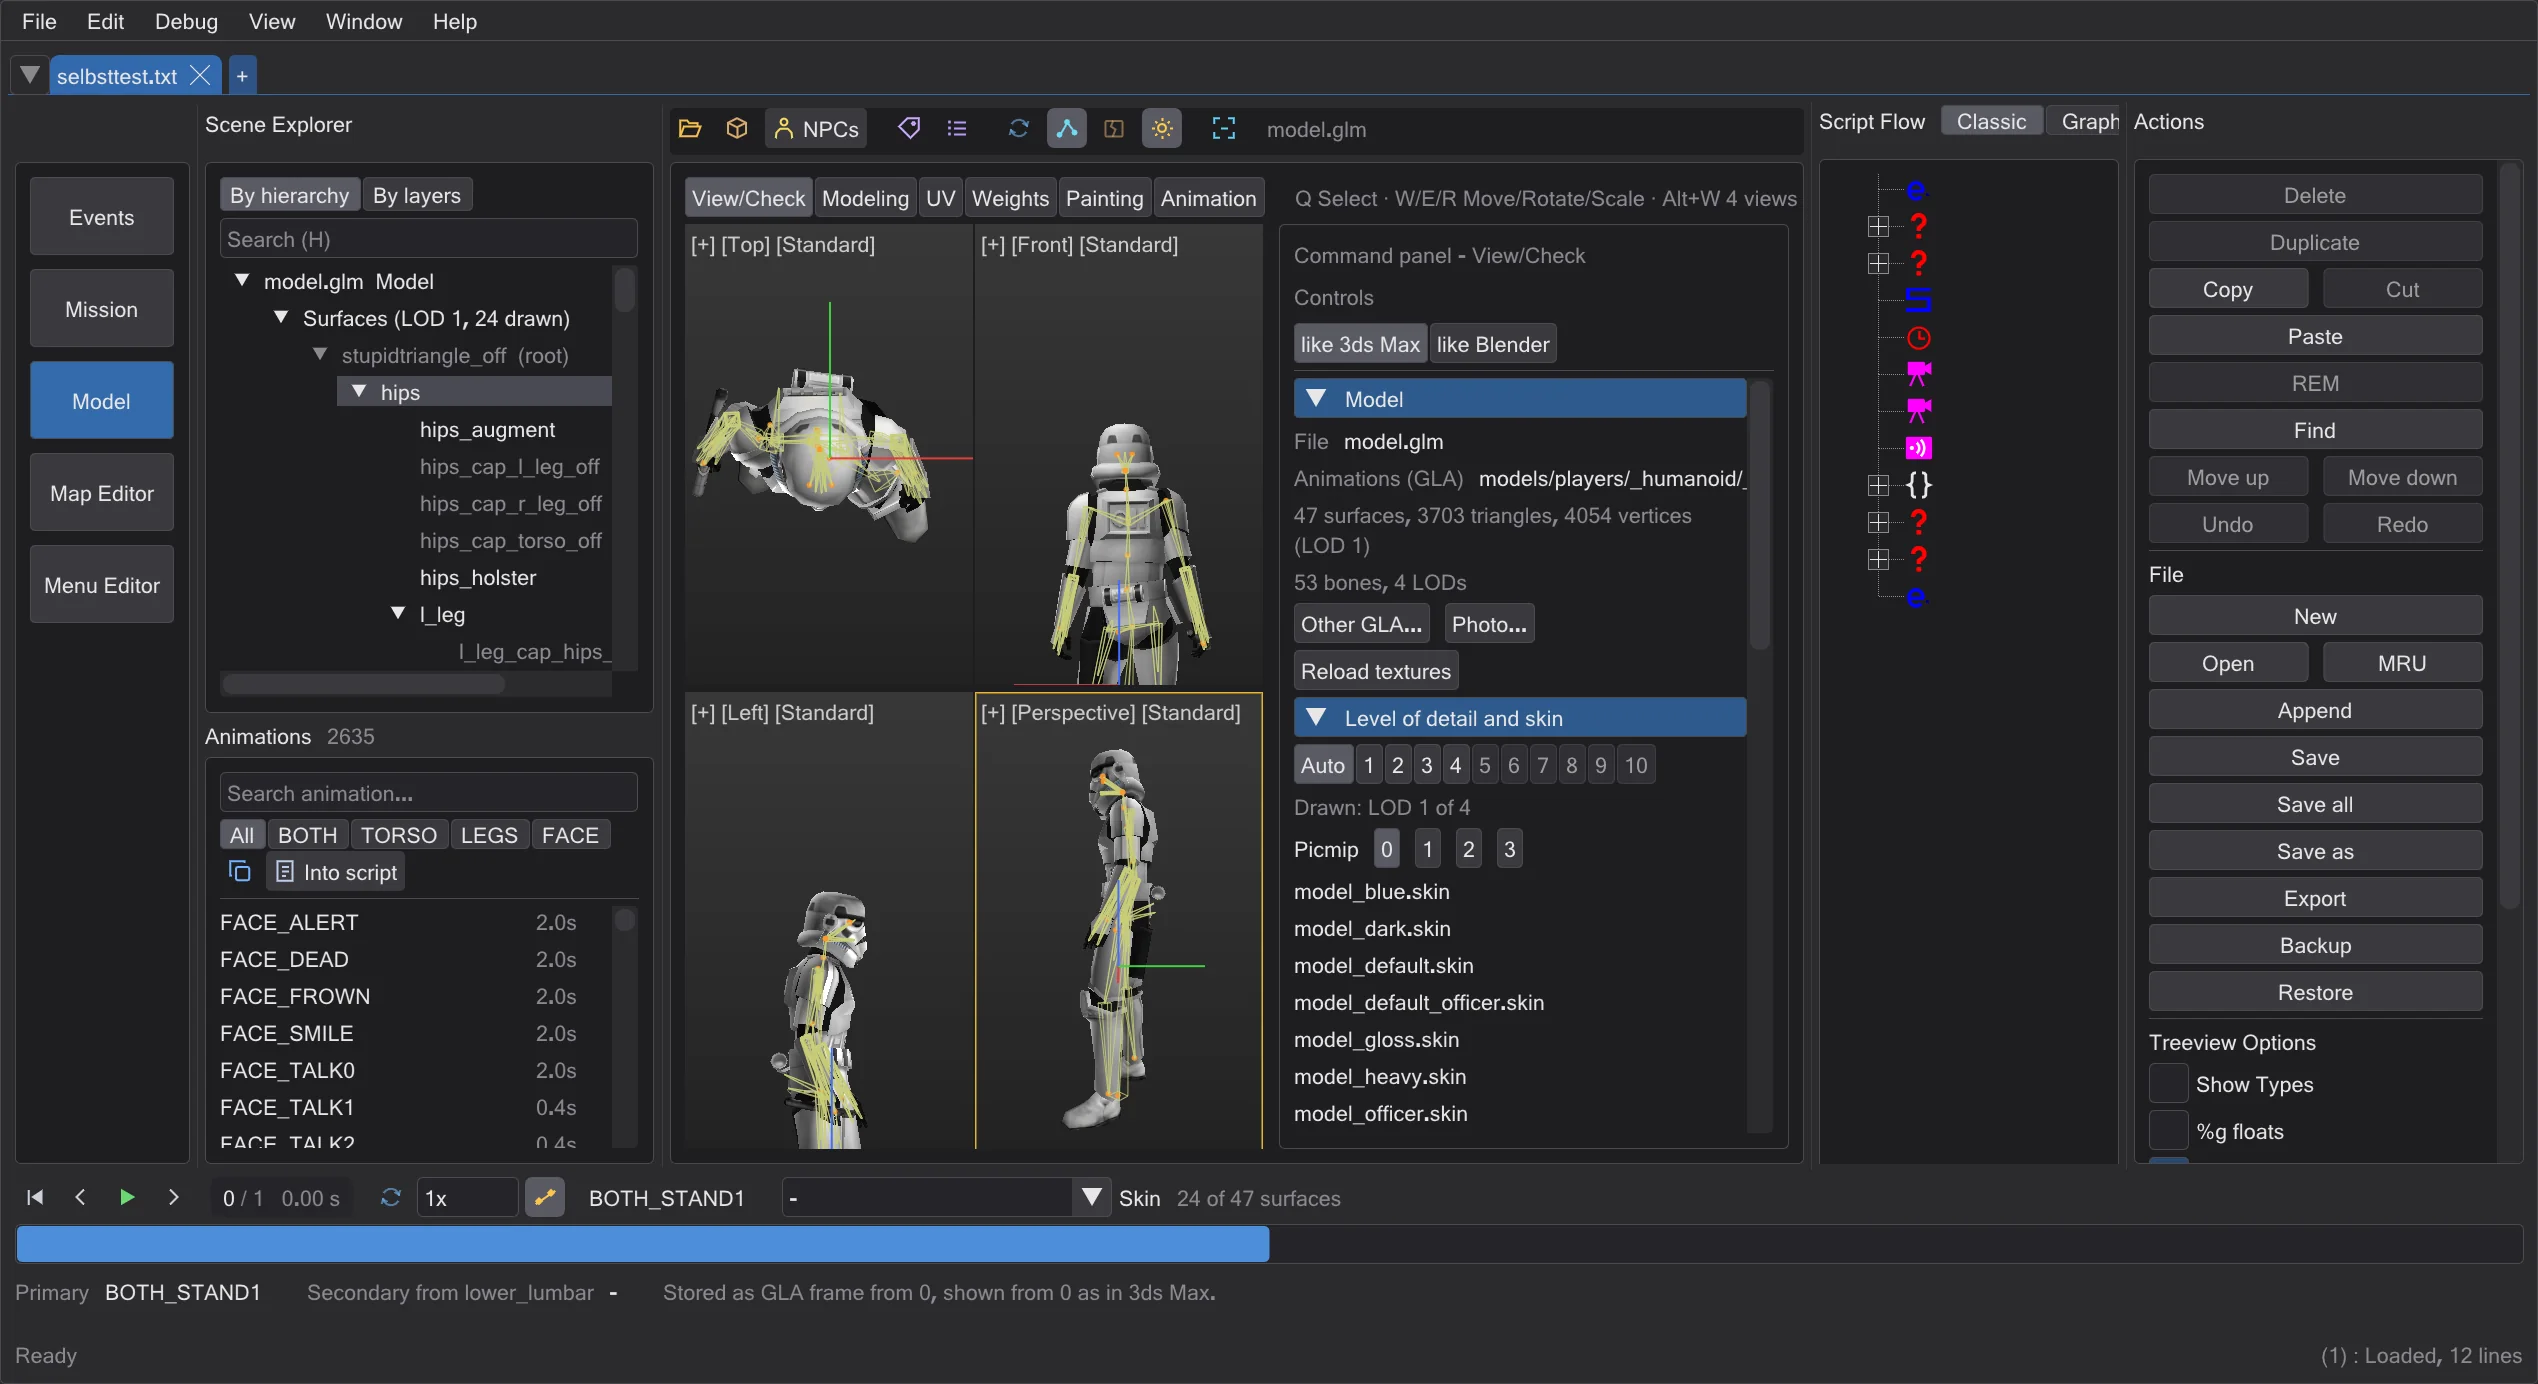 File Edit Debug View Window Help
selbsttest.txt +
Scene Explorer
NPCs model.glm
Script Flow Classic Graph
Actions
Events
Mission
Model
Map Editor
Menu Editor
By hierarchy By layers
Search (H)
model.glm Model
Surfaces (LOD 1, 24 drawn)
stupidtriangle_off (root)
hips
hips_augment
hips_cap_l_leg_off
hips_cap_r_leg_off
hips_cap_torso_off
hips_holster
l_leg
l_leg_cap_hips_
Animations 2635
Search animation...
All BOTH TORSO LEGS FACE
Into script
FACE_ALERT 2.0s
FACE_DEAD 2.0s
FACE_FROWN 2.0s
FACE_SMILE 2.0s
FACE_TALK0 2.0s
FACE_TALK1 0.4s
FACE_TALK2 0.4s
View/Check Modeling UV Weights Painting Animation
Q Select · W/E/R Move/Rotate/Scale · Alt+W 4 views
[+] [Top] [Standard]
[+] [Front] [Standard]
[+] [Left] [Standard]
[+] [Perspective] [Standard]
Command panel - View/Check
Controls
like 3ds Max like Blender
Model
File model.glm
Animations (GLA) models/players/_humanoid/_
47 surfaces, 3703 triangles, 4054 vertices
(LOD 1)
53 bones, 4 LODs
Other GLA... Photo...
Reload textures
Level of detail and skin
Auto 1 2 3 4 5 6 7 8 9 10
Drawn: LOD 1 of 4
Picmip 0 1 2 3
model_blue.skin
model_dark.skin
model_default.skin
model_default_officer.skin
model_gloss.skin
model_heavy.skin
model_officer.skin
e
?
?
S
{}
?
?
e
Delete
Duplicate
Copy Cut
Paste
REM
Find
Move up Move down
Undo Redo
File
New
Open MRU
Append
Save
Save all
Save as
Export
Backup
Restore
Treeview Options
Show Types
%g floats
0 / 1 0.00 s 1x BOTH_STAND1 - Skin 24 of 47 surfaces
Primary BOTH_STAND1 Secondary from lower_lumbar - Stored as GLA frame from 0, shown from 0 as in 3ds Max.
Ready
(1) : Loaded, 12 lines